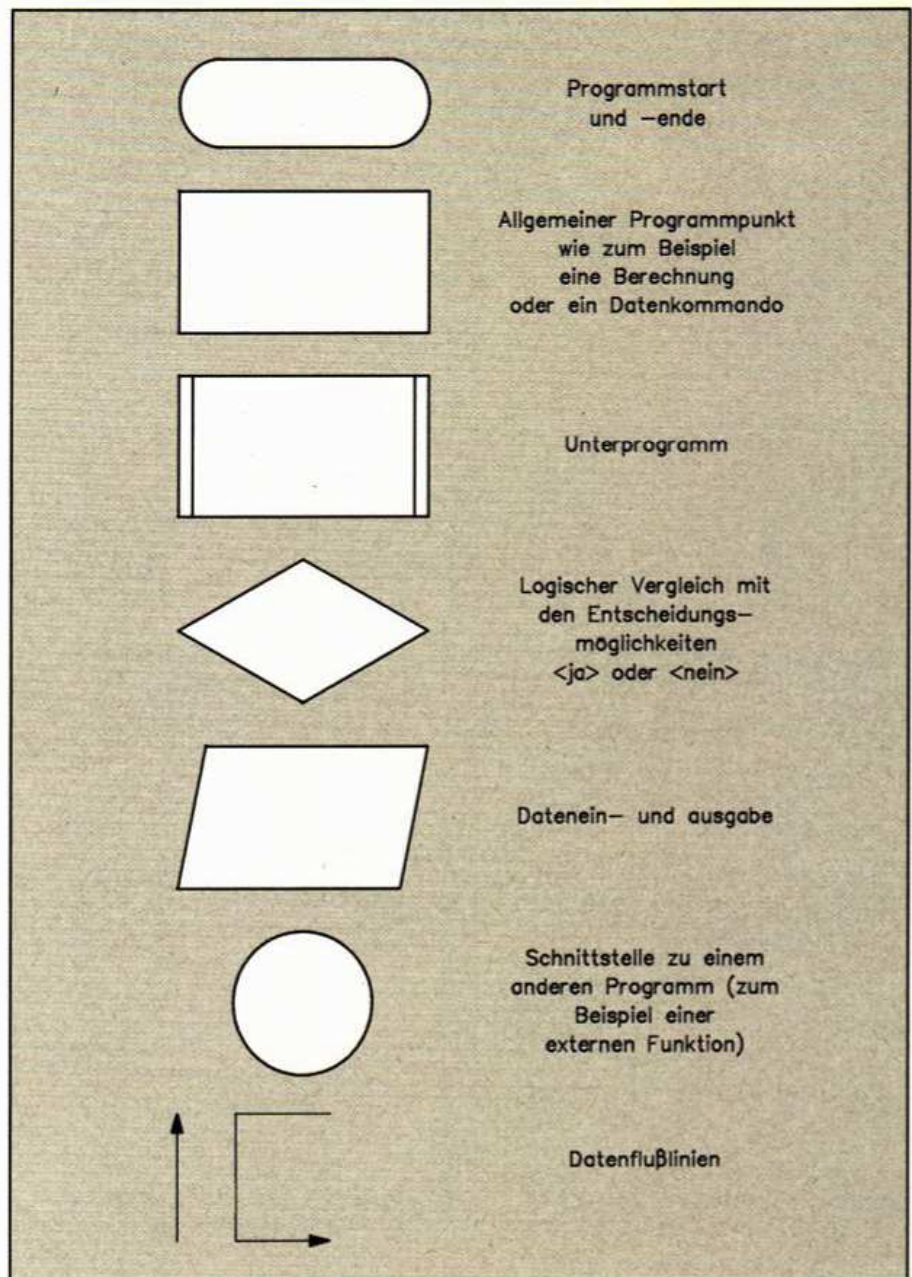 Programmstart
und –ende
Allgemeiner Programmpunkt
wie zum Beispiel
eine Berechnung
oder ein Datenkommando
Unterprogramm
Logischer Vergleich mit
den Entscheidungs–
möglichkeiten
<ja> oder <nein>
Datenein– und ausgabe
Schnittstelle zu einem
anderen Programm (zum
Beispiel einer
externen Funktion)
Datenflußlinien